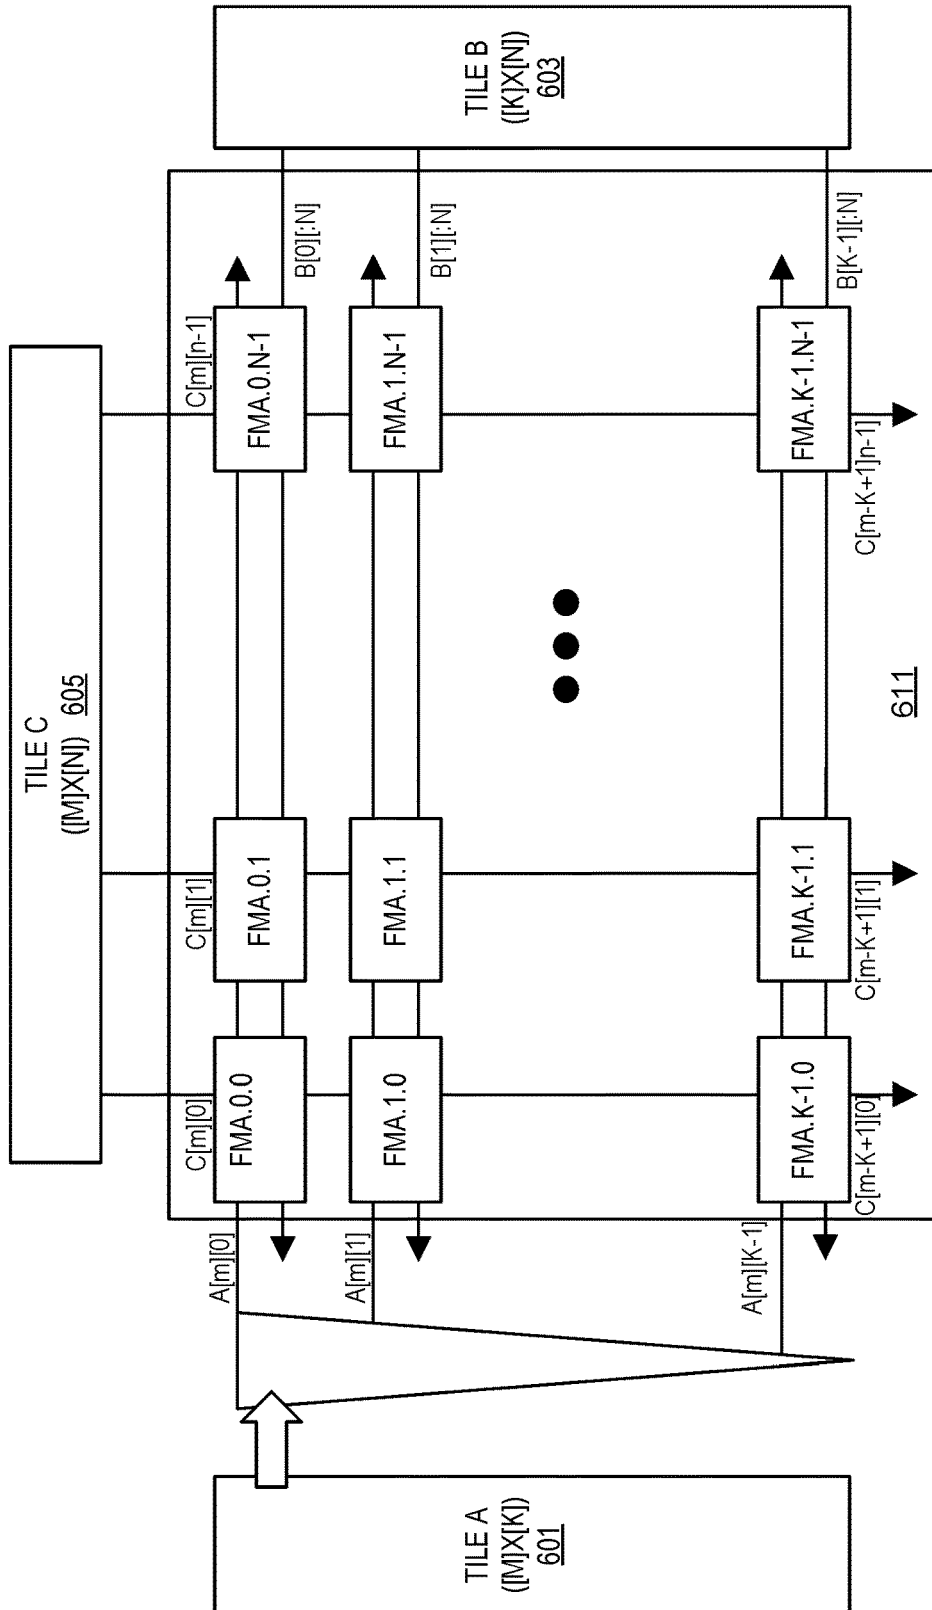 TILE C
([M]X[N]) 605
C[m][0]
C[m][1]
C[m][n-1]
TILE A
([M]X[K])
601
A[m][0]
FMA.0.0
FMA.0.1
FMA.0.N-1
B[0][:N]
TILE B
([K]X[N])
603
A[m][1]
FMA.1.0
FMA.1.1
FMA.1.N-1
B[1][:N]
A[m][K-1]
FMA.K-1.0
FMA.K-1.1
FMA.K-1.N-1
B[K-1][:N]
C[m-K+1][0]
C[m-K+1][1]
C[m-K+1]n-1]
611